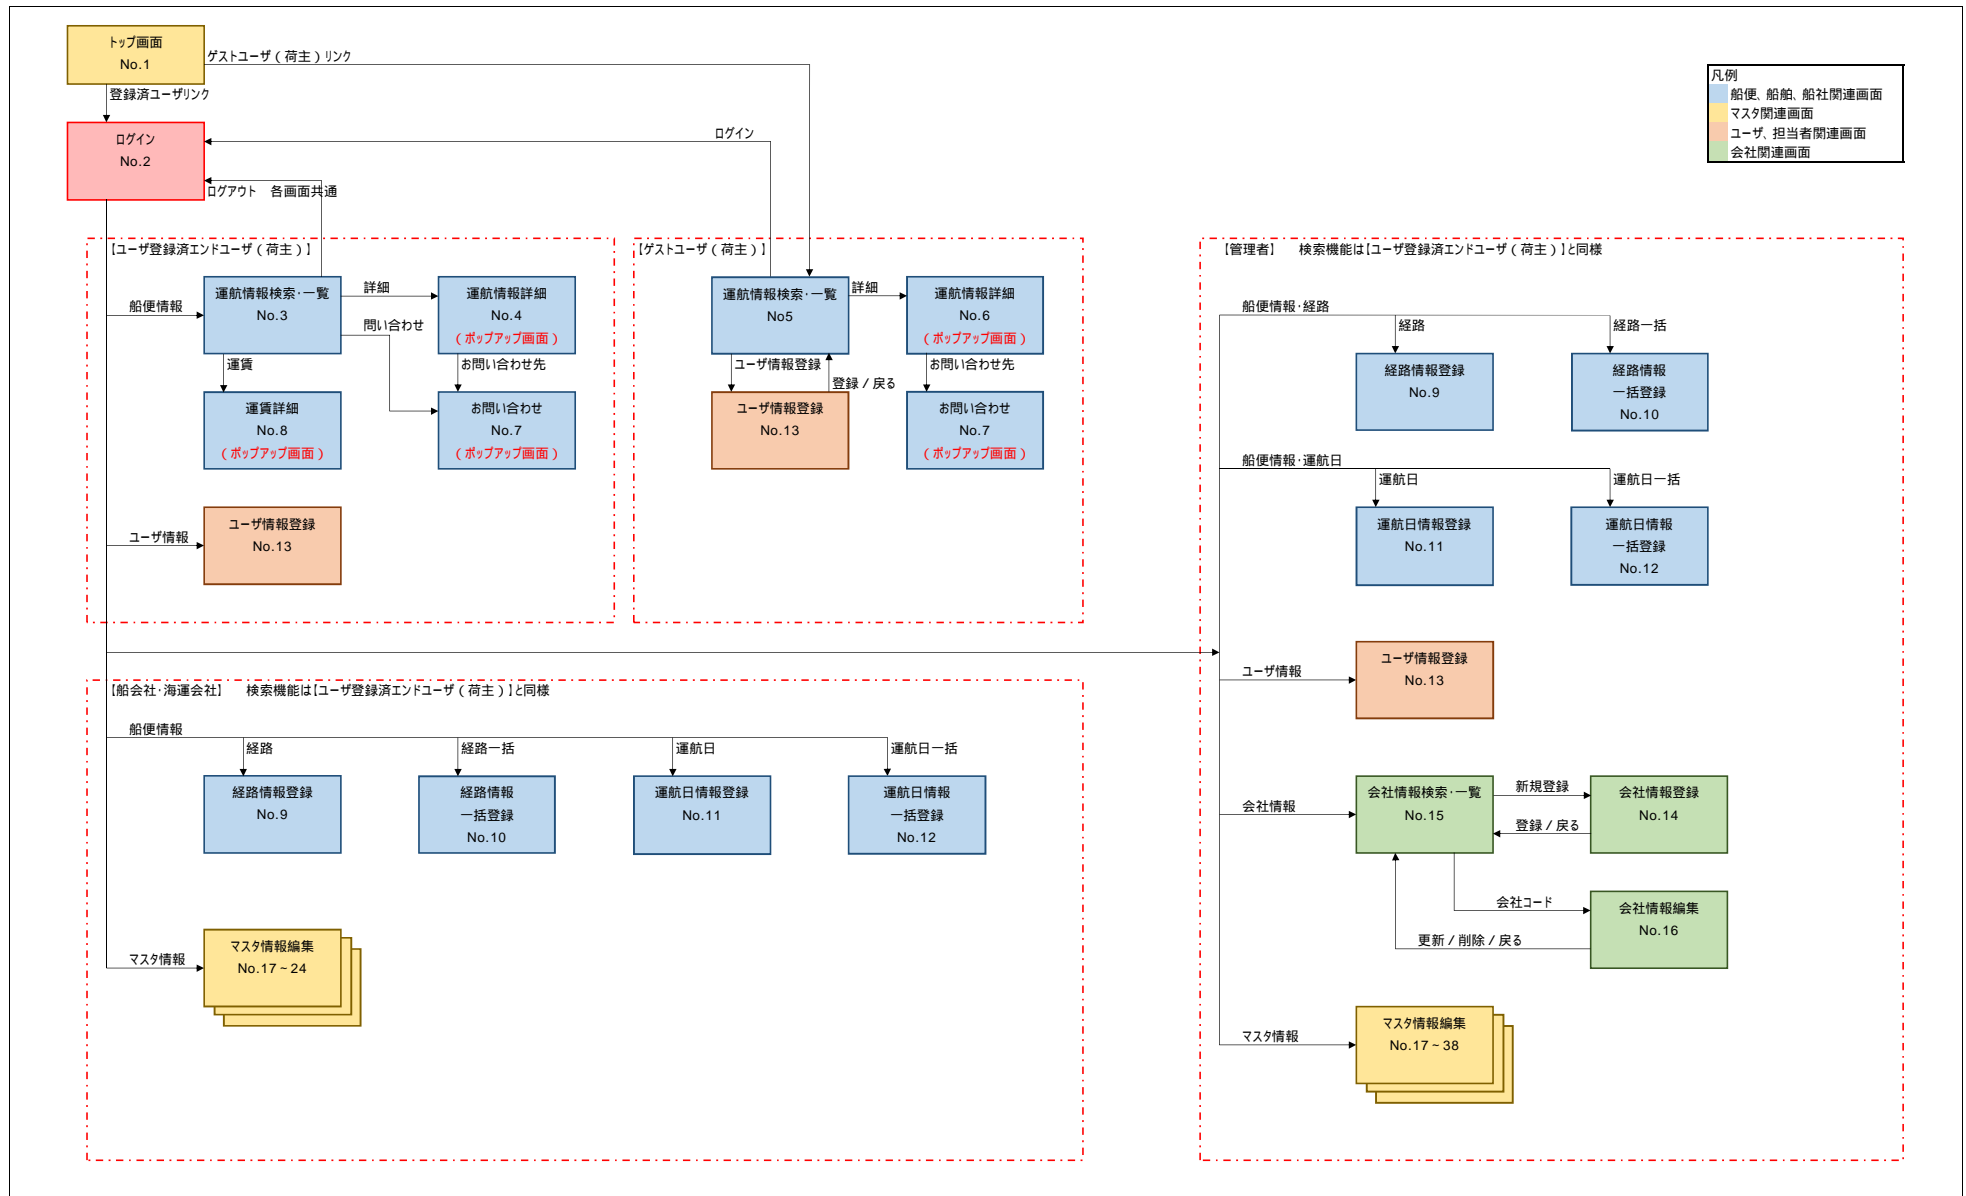 トップ画面
No.1
ゲストユーザ（荷主）リンク
登録済ユーザリンク
ログイン
No.2
ログイン
ログアウト　各画面共通
凡例
船便、船舶、船社関連画面
マスタ関連画面
ユーザ、担当者関連画面
会社関連画面
【ユーザ登録済エンドユーザ（荷主）】
船便情報
運航情報検索・一覧
No.3
詳細
運航情報詳細
No.4
（ポップアップ画面）
問い合わせ
運賃
お問い合わせ先
運賃詳細
No.8
（ポップアップ画面）
お問い合わせ
No.7
（ポップアップ画面）
ユーザ情報
ユーザ情報登録
No.13
【ゲストユーザ（荷主）】
運航情報検索・一覧
No5
詳細
運航情報詳細
No.6
（ポップアップ画面）
ユーザ情報登録
登録／戻る
お問い合わせ先
ユーザ情報登録
No.13
お問い合わせ
No.7
（ポップアップ画面）
【管理者】　検索機能は【ユーザ登録済エンドユーザ（荷主）】と同様
船便情報・経路
経路
経路一括
経路情報登録
No.9
経路情報
一括登録
No.10
船便情報・運航日
運航日
運航日一括
運航日情報登録
No.11
運航日情報
一括登録
No.12
ユーザ情報
ユーザ情報登録
No.13
会社情報
会社情報検索・一覧
No.15
新規登録
登録／戻る
会社情報登録
No.14
会社コード
更新／削除／戻る
会社情報編集
No.16
マスタ情報
マスタ情報編集
No.17～38
【船会社・海運会社】　検索機能は【ユーザ登録済エンドユーザ（荷主）】と同様
船便情報
経路
経路一括
運航日
運航日一括
経路情報登録
No.9
経路情報
一括登録
No.10
運航日情報登録
No.11
運航日情報
一括登録
No.12
マスタ情報
マスタ情報編集
No.17～24